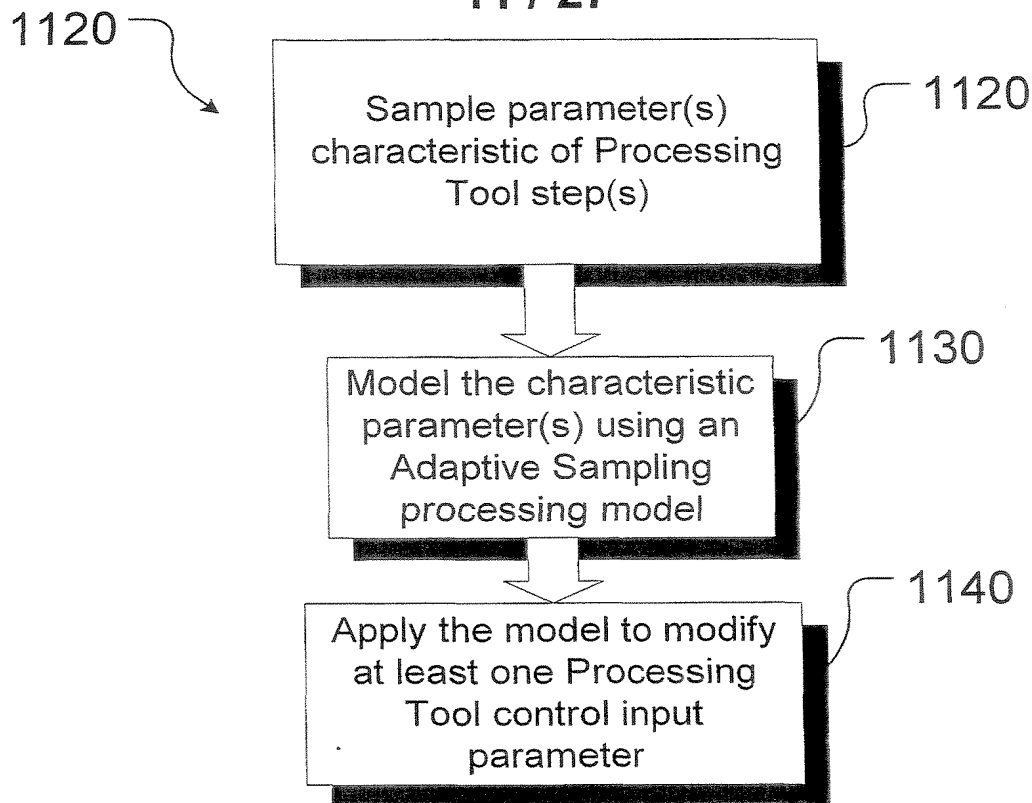 11 / 27
1120
Sample parameter(s)
characteristic of Processing
Tool step(s)
1120
Model the characteristic
parameter(s) using an
Adaptive Sampling
processing model
1130
Apply the model to modify
at least one Processing
Tool control input
parameter
1140